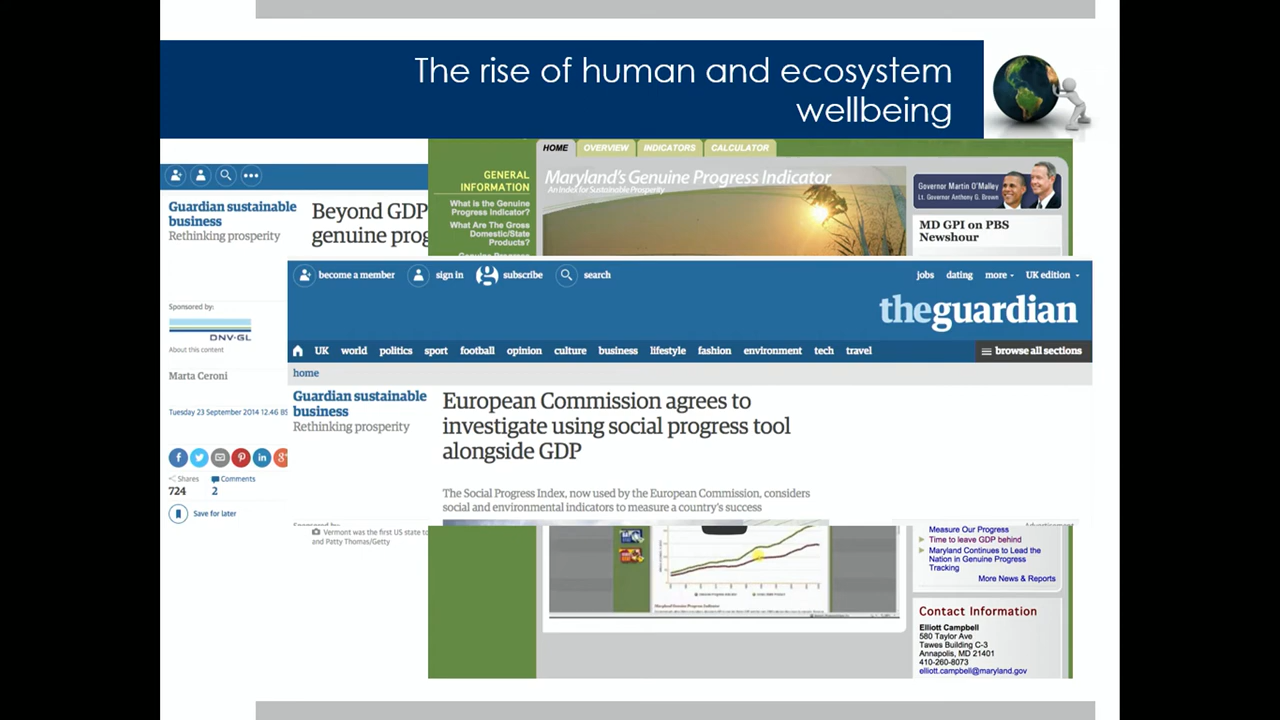 The rise of human and ecosystem
wellbeing
HOME OVERVIEW INDICATORS CALCULATOR
GENERAL
INFORMATION
What is the Genuine
Progress Indicator?
What Are The Gross
Domestic/State
Products?
Maryland's Genuine Progress Indicator
An Index for Sustainable Prosperity
Governor Martin O'Malley
Lt. Governor Anthony G. Brown
MD GPI on PBS
Newshour
Guardian sustainable
business
Rethinking prosperity
Beyond GDP
genuine prog
Sponsored by:
DNV·GL
About this content
Marta Ceroni
Tuesday 23 September 2014 12.46 BS
Shares
724
Comments
2
Save for later
become a member sign in subscribe search
jobs dating more UK edition
theguardian
UK world politics sport football opinion culture business lifestyle fashion environment tech travel browse all sections
home
Guardian sustainable
business
Rethinking prosperity
European Commission agrees to
investigate using social progress tool
alongside GDP
The Social Progress Index, now used by the European Commission, considers
social and environmental indicators to measure a country's success
Vermont was the first US state to
and Patty Thomas/Getty
Measure Our Progress
Time to leave GDP behind
Maryland Continues to Lead the
Nation in Genuine Progress
Tracking
More News & Reports
Contact Information
Elliott Campbell
580 Taylor Ave
Tawes Building C-3
Annapolis, MD 21401
410-260-8073
elliott.campbell@maryland.gov